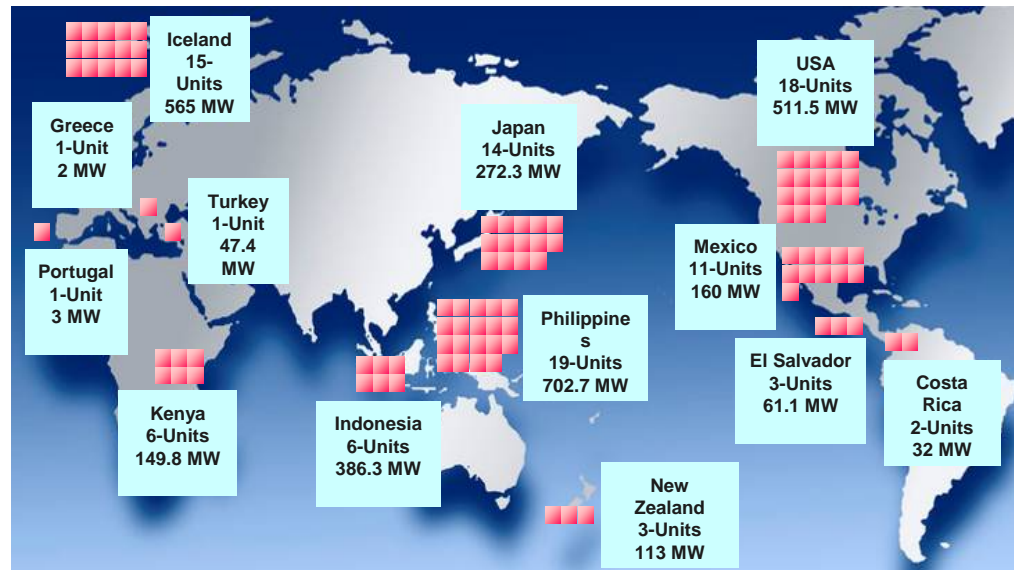 Iceland
15-
Units
565 MW
Greece
1-Unit
2 MW
Turkey
1-Unit
47.4
MW
Portugal
1-Unit
3 MW
Kenya
6-Units
149.8 MW
Japan
14-Units
272.3 MW
Philippine
s
19-Units
702.7 MW
Indonesia
6-Units
386.3 MW
New
Zealand
3-Units
113 MW
USA
18-Units
511.5 MW
Mexico
11-Units
160 MW
El Salvador
3-Units
61.1 MW
Costa
Rica
2-Units
32 MW